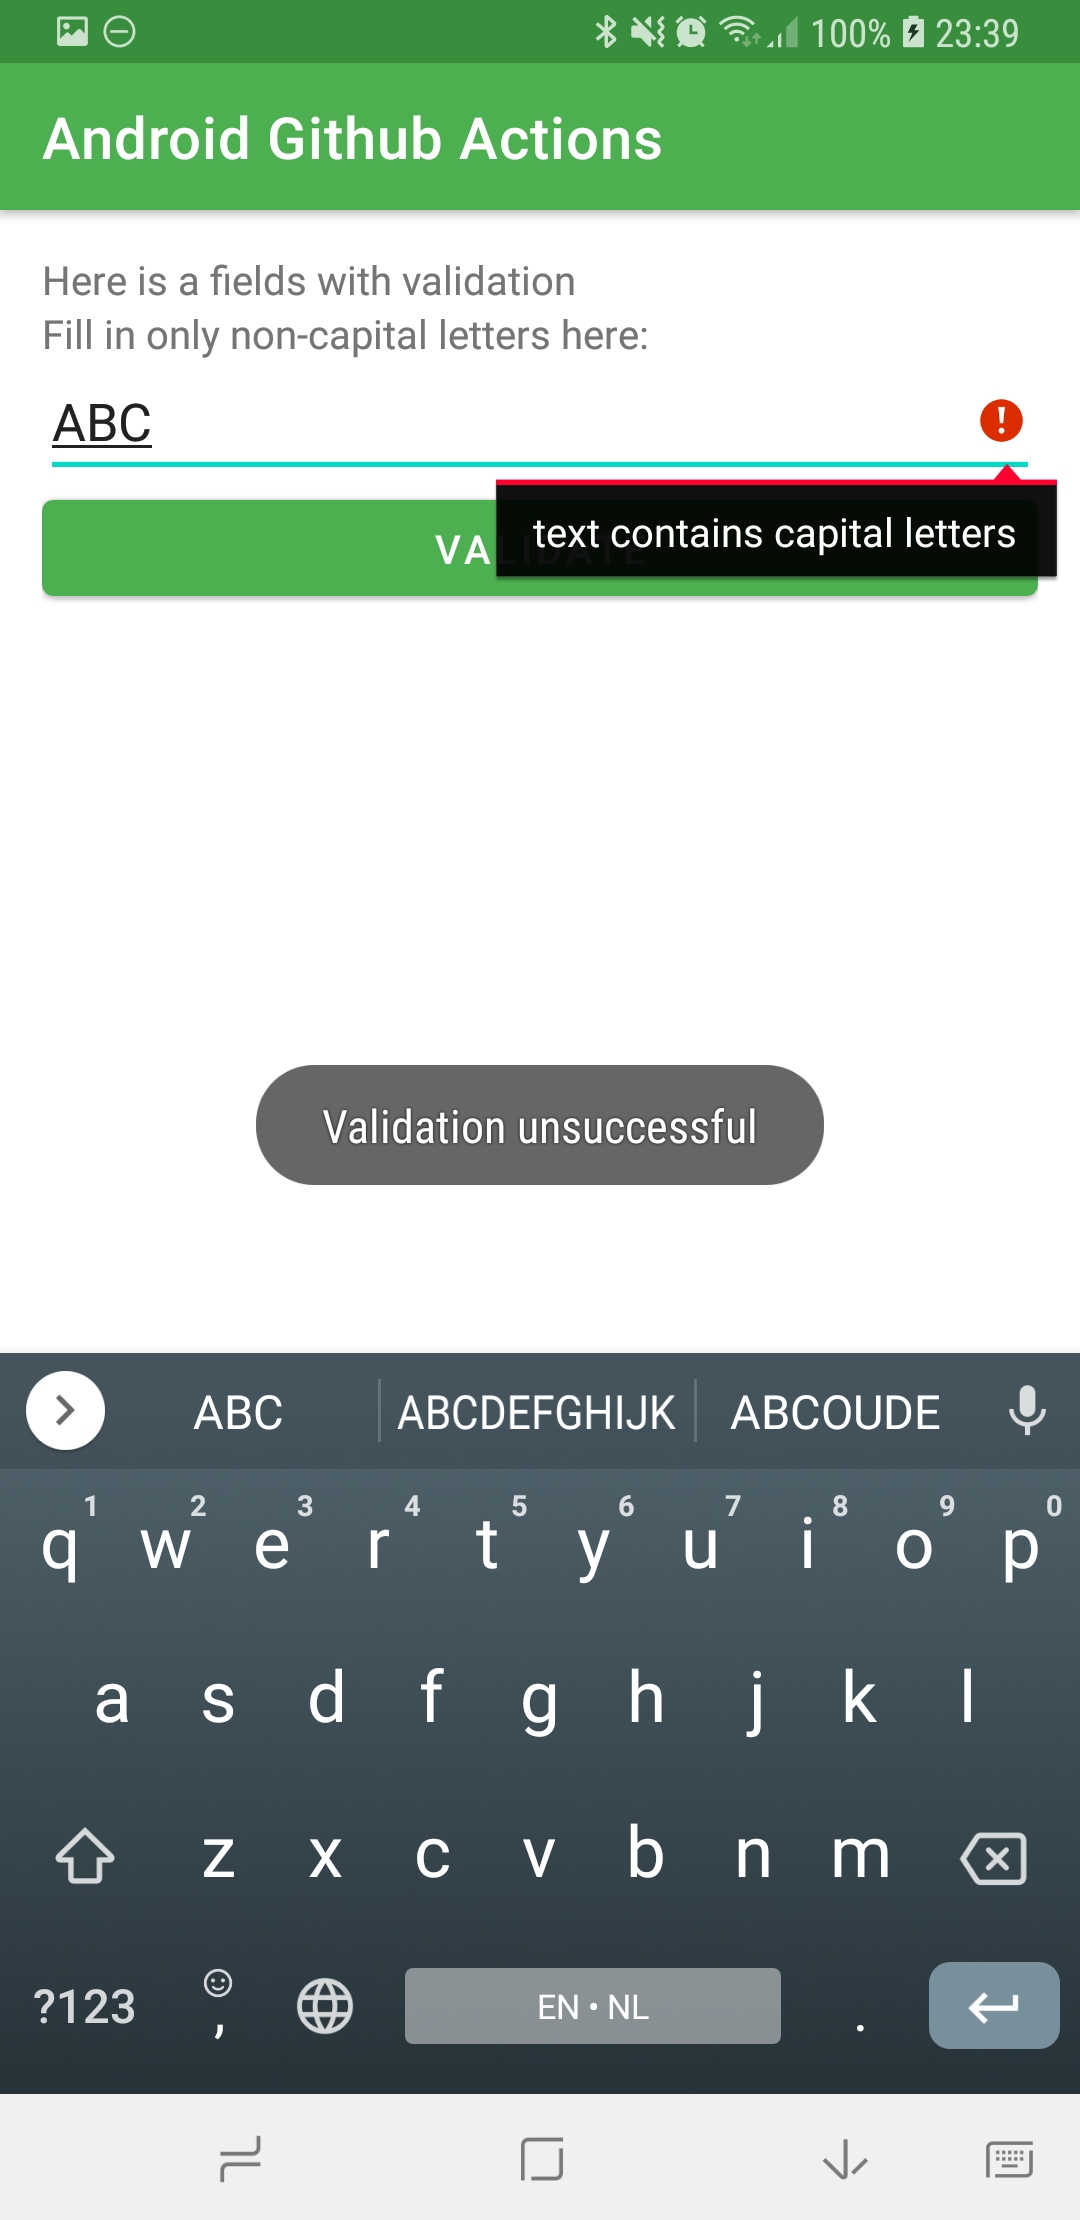 100% 23:39
Android Github Actions
Here is a fields with validation
Fill in only non-capital letters here:
ABC
text contains capital letters
VALIDATE
Validation unsuccessful
ABC ABCDEFGHIJK ABCOUDE
1 2 3 4 5 6 7 8 9 0
q w e r t y u i o p
a s d f g h j k l
z x c v b n m
?123 , EN • NL .